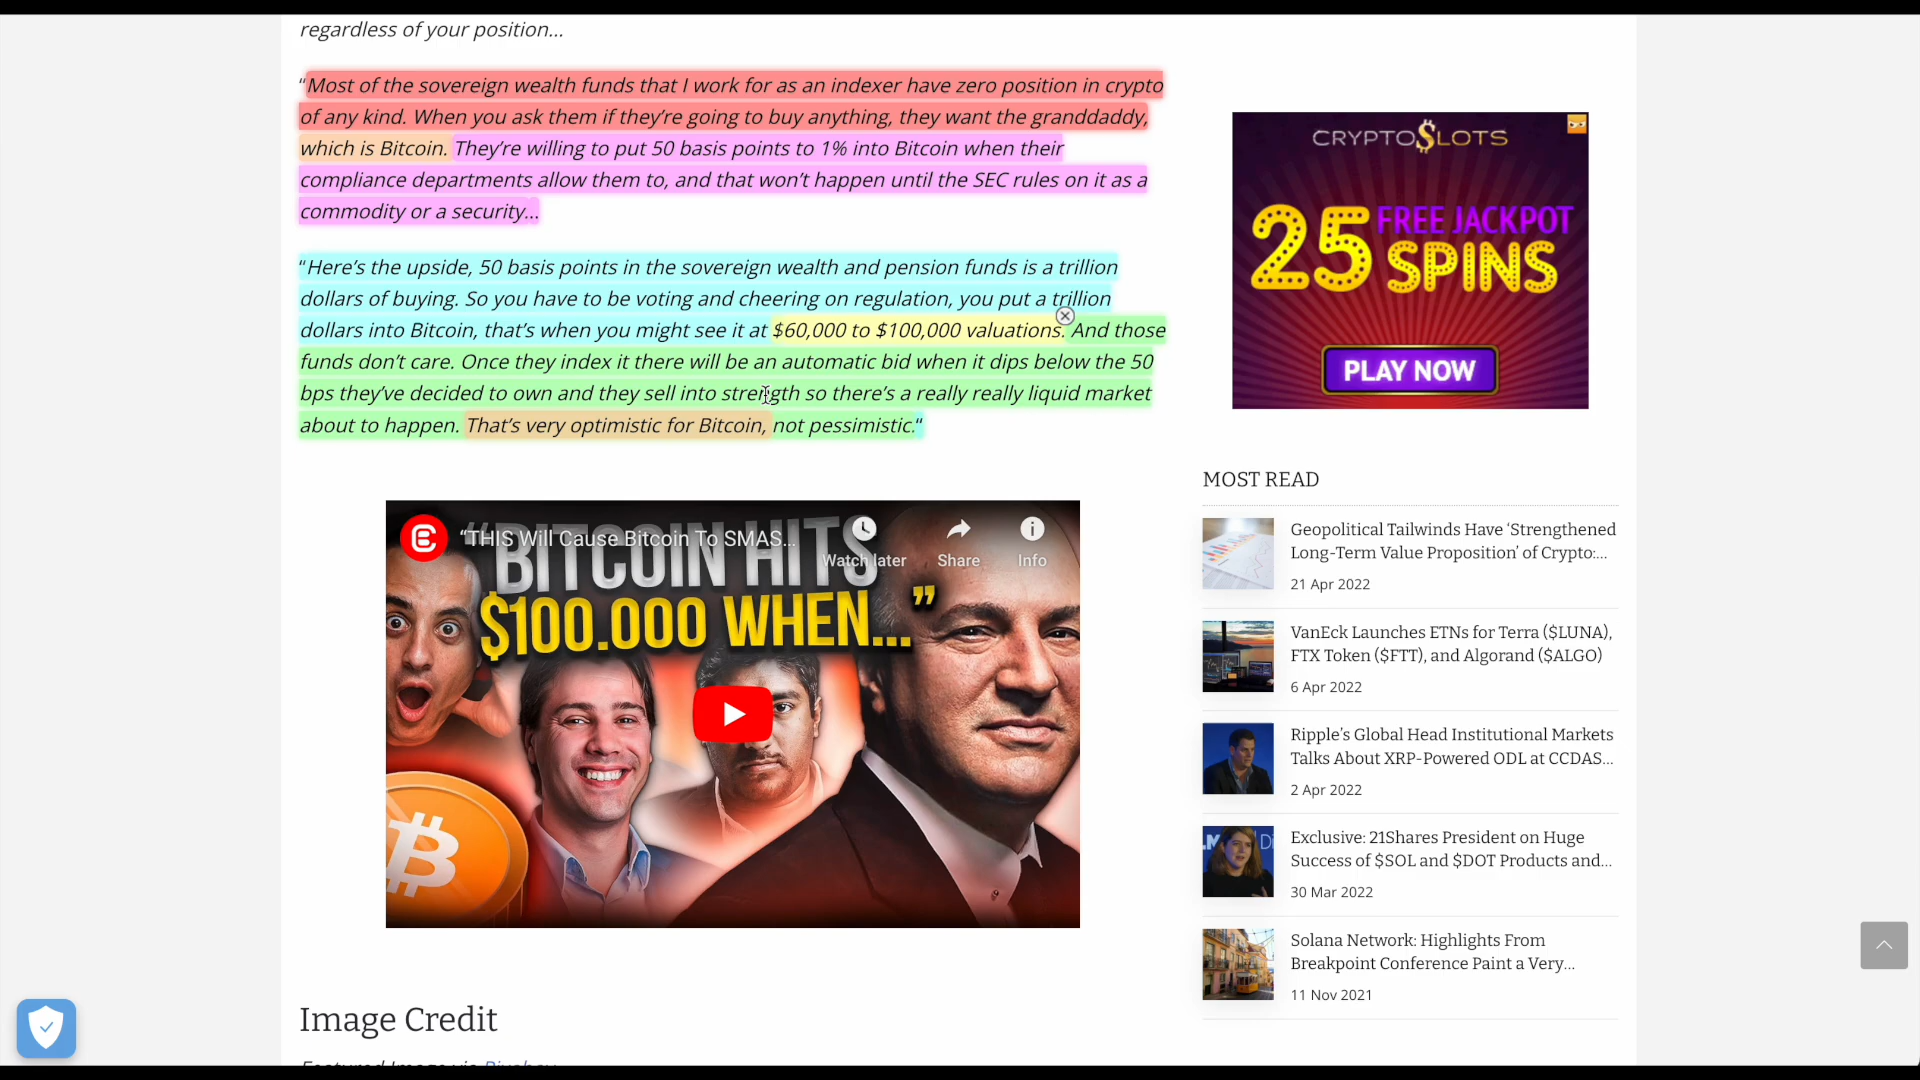 regardless of your position...
“Most of the sovereign wealth funds that I work for as an indexer have zero position in crypto
of any kind. When you ask them if they’re going to buy anything, they want the granddaddy,
which is Bitcoin. They’re willing to put 50 basis points to 1% into Bitcoin when their
compliance departments allow them to, and that won’t happen until the SEC rules on it as a
commodity or a security...
“Here’s the upside, 50 basis points in the sovereign wealth and pension funds is a trillion
dollars of buying. So you have to be voting and cheering on regulation, you put a trillion
dollars into Bitcoin, that’s when you might see it at $60,000 to $100,000 valuations. And those
funds don’t care. Once they index it there will be an automatic bid when it dips below the 50
bps they’ve decided to own and they sell into strength so there’s a really really liquid market
about to happen. That’s very optimistic for Bitcoin, not pessimistic.“
“THIS Will Cause Bitcoin To SMAS...
Watch later
Share
Info
“BITCOIN HITS
$100.000 WHEN...”
Image Credit
CRYPTO$LOTS
25 FREE JACKPOT
SPINS
PLAY NOW
MOST READ
Geopolitical Tailwinds Have ‘Strengthened
Long-Term Value Proposition’ of Crypto:...
21 Apr 2022
VanEck Launches ETNs for Terra ($LUNA),
FTX Token ($FTT), and Algorand ($ALGO)
6 Apr 2022
Ripple’s Global Head Institutional Markets
Talks About XRP-Powered ODL at CCDAS...
2 Apr 2022
Exclusive: 21Shares President on Huge
Success of $SOL and $DOT Products and...
30 Mar 2022
Solana Network: Highlights From
Breakpoint Conference Paint a Very...
11 Nov 2021